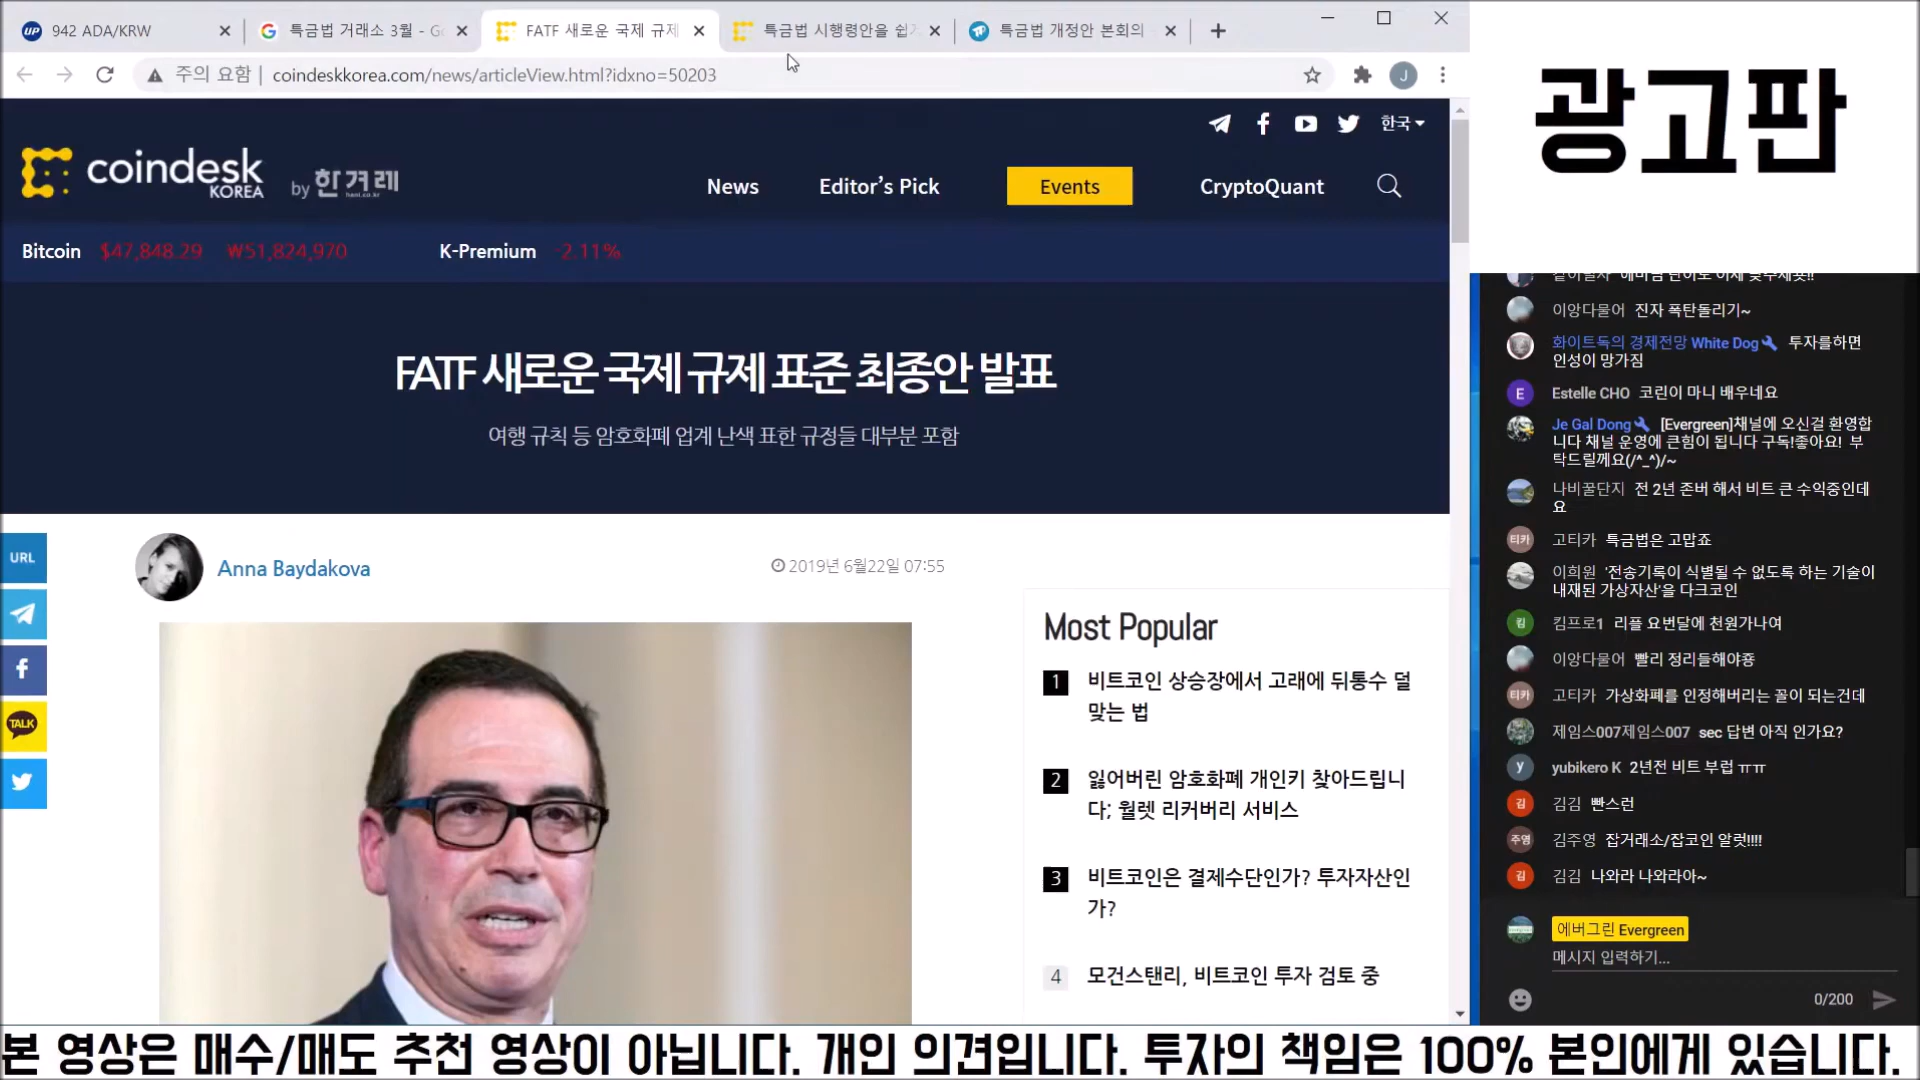 942 ADA/KRW
특금법 거래소 3월 - G
FATF 새로운 국제 규제
특금법 시행령안을 쉽
특금법 개정안 본회의
주의 요함 | coindeskkorea.com/news/articleView.html?idxno=50203
J
광고판
한국
coindesk
KOREA
by 한겨레
hani.co.kr
News
Editor's Pick
Events
CryptoQuant
Bitcoin $47,848.29 ₩51,824,970 K-Premium -2.11%
FATF 새로운 국제 규제 표준 최종안 발표
여행 규칙 등 암호화폐 업계 난색 표한 규정들 대부분 포함
URL
TALK
Anna Baydakova
2019년 6월22일 07:55
Most Popular
1 비트코인 상승장에서 고래에 뒤통수 덜
맞는 법
2 잃어버린 암호화폐 개인키 찾아드립니
다; 월렛 리커버리 서비스
3 비트코인은 결제수단인가? 투자자산인
가?
4 모건스탠리, 비트코인 투자 검토 중
이앙다물어 진자 폭탄돌리기~
화이트독의 경제전망 White Dog 투자를하면
인성이 망가짐
E Estelle CHO 코린이 마니 배우네요
Je Gal Dong [Evergreen]채널에 오신걸 환영합
니다 채널 운영에 큰힘이 됩니다 구독!좋아요! 부
탁드릴께요(/^_^)/~
나비꿀단지 전 2년 존버 해서 비트 큰 수익중인데
요
티카 고티카 특금법은 고맙죠
이희원 '전송기록이 식별될 수 없도록 하는 기술이
내재된 가상자산'을 다크코인
킴 킴프로1 리플 요번달에 천원가나여
이앙다물어 빨리 정리들해야죵
티카 고티카 가상화폐를 인정해버리는 꼴이 되는건데
제임스007제임스007 sec 답변 아직 인가요?
y yubikero K 2년전 비트 부럽 ㅠㅠ
김 김김 빤스런
주영 김주영 잡거래소/잡코인 알럿!!!!
김 김김 나와라 나와라아~
에버그린 Evergreen
메시지 입력하기...
0/200
본 영상은 매수/매도 추천 영상이 아닙니다. 개인 의견입니다. 투자의 책임은 100% 본인에게 있습니다.